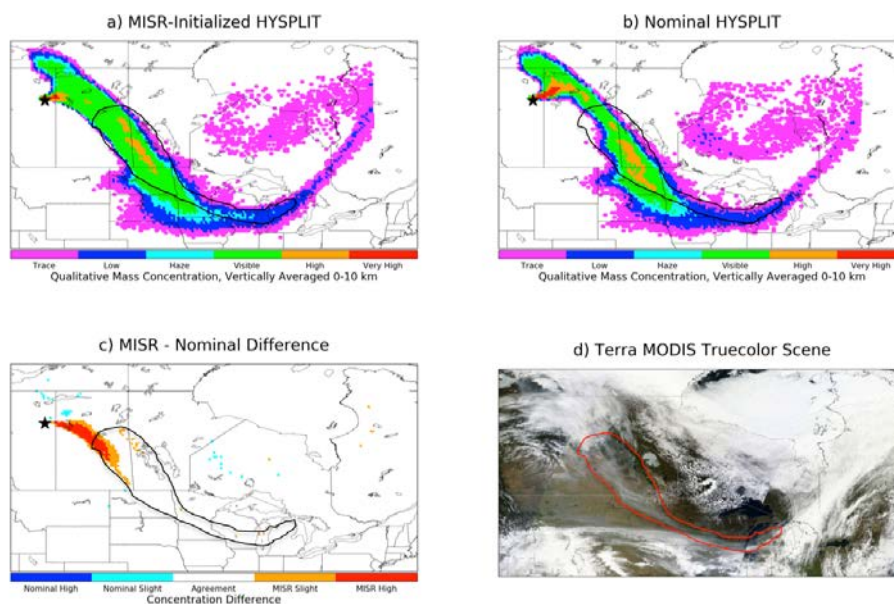 a) MISR-Initialized HYSPLIT
b) Nominal HYSPLIT
Trace Low Haze Visible High Very High
Qualitative Mass Concentration, Vertically Averaged 0-10 km
Trace Low Haze Visible High Very High
Qualitative Mass Concentration, Vertically Averaged 0-10 km
c) MISR - Nominal Difference
d) Terra MODIS Truecolor Scene
Nominal High Nominal Slight Agreement MISR Slight MISR High
Concentration Difference